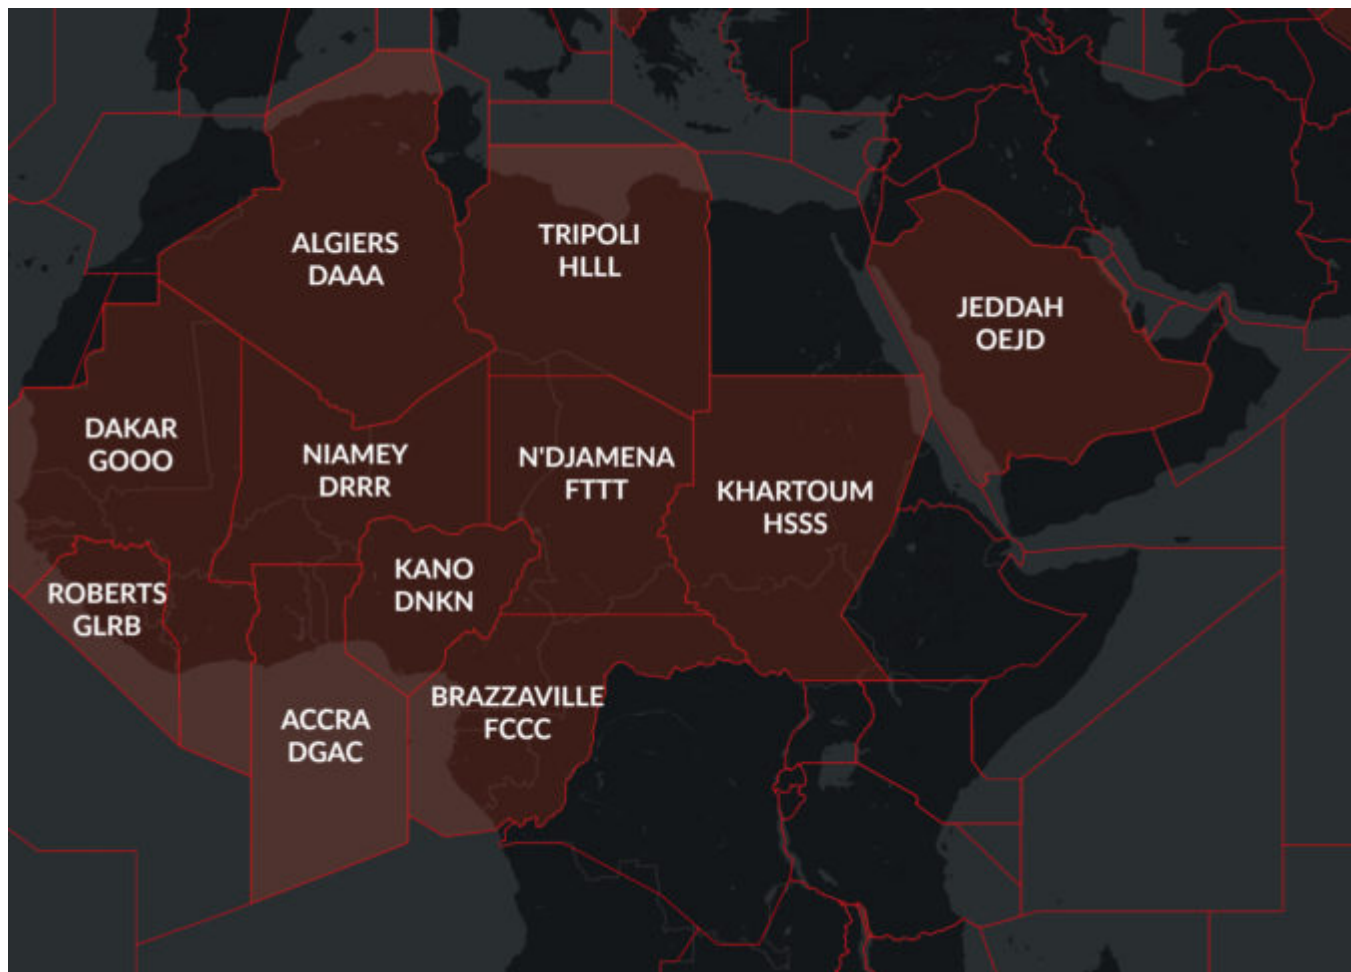 ALGIERS
DAAA
TRIPOLI
HLLL
JEDDAH
OEJD
DAKAR
GOOO
NIAMEY
DRRR
N'DJAMENA
FTTT
KHARTOUM
HSSS
KANO
DNKN
ROBERTS
GLRB
BRAZZAVILLE
FCCC
ACCRA
DGAC